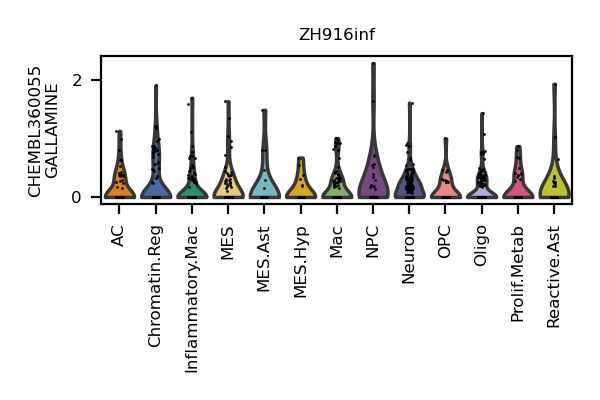 ZH916inf
CHEMBL360055
GALLAMINE
2
0
AC
Chromatin.Reg
Inflammatory.Mac
MES
MES.Ast
MES.Hyp
Mac
NPC
Neuron
OPC
Oligo
Prolif.Metab
Reactive.Ast